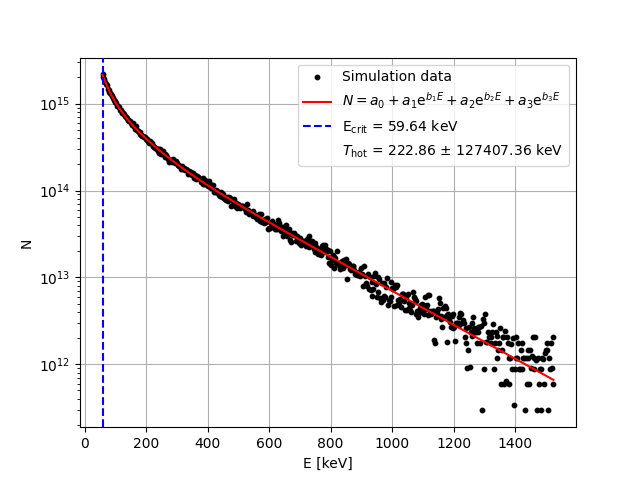 Simulation data
N = a₀ + a₁e^{b₁E} + a₂e^{b₂E} + a₃e^{b₃E}
E_crit = 59.64 keV
T_hot = 222.86 ± 127407.36 keV
10¹⁵
10¹⁴
10¹³
10¹²
N
0 200 400 600 800 1000 1200 1400
E [keV]